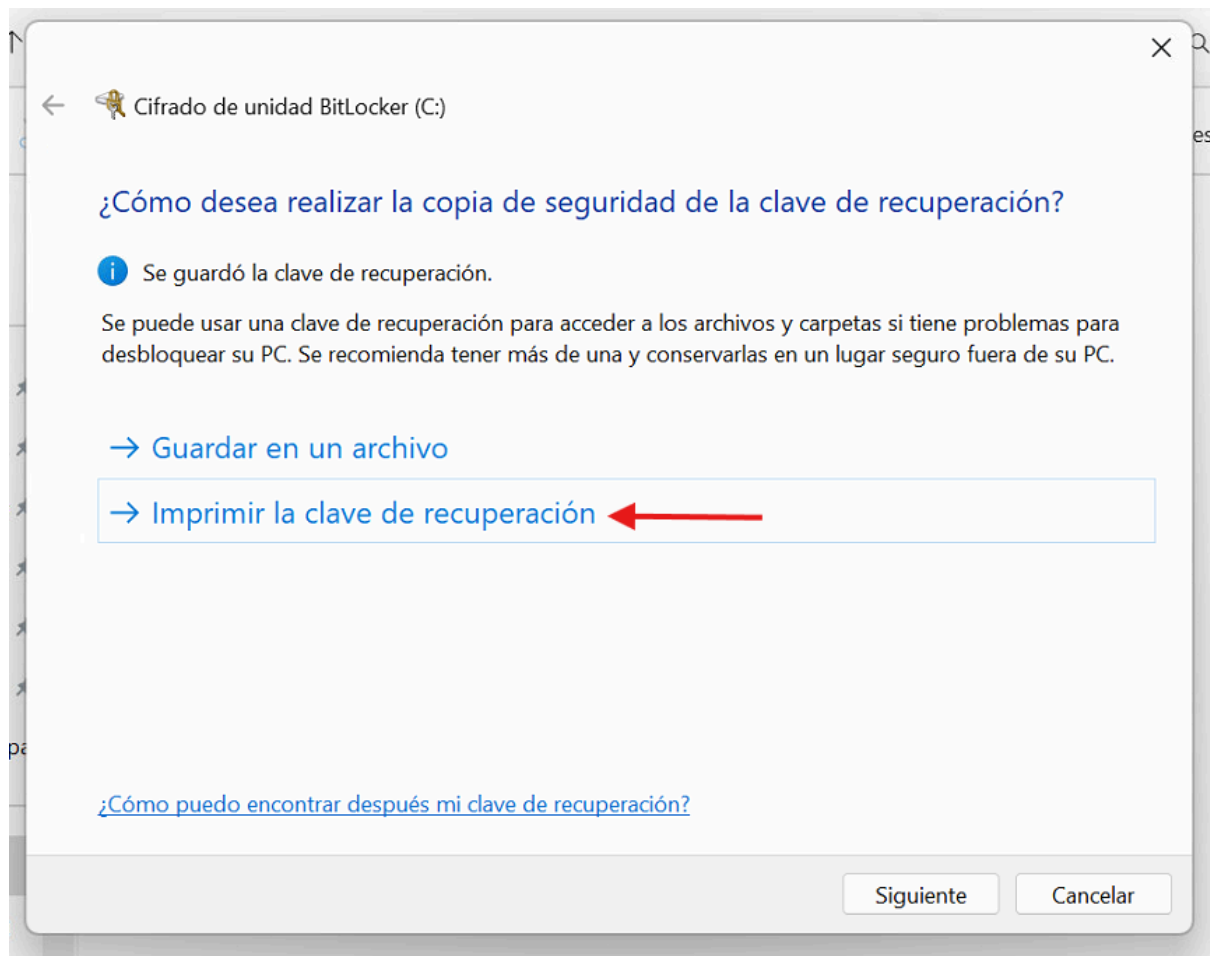 Cifrado de unidad BitLocker (C:)
¿Cómo desea realizar la copia de seguridad de la clave de recuperación?
Se guardó la clave de recuperación.
Se puede usar una clave de recuperación para acceder a los archivos y carpetas si tiene problemas para
desbloquear su PC. Se recomienda tener más de una y conservarlas en un lugar seguro fuera de su PC.
Guardar en un archivo
Imprimir la clave de recuperación
¿Cómo puedo encontrar después mi clave de recuperación?
Siguiente
Cancelar